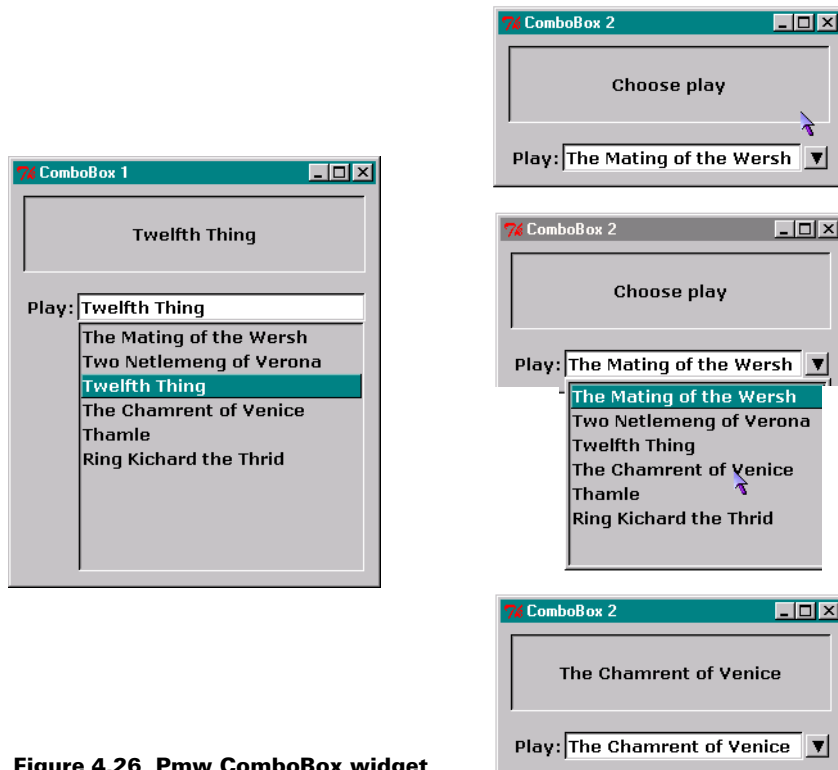 ComboBox 1
Twelfth Thing
Play: Twelfth Thing
The Mating of the Wersh
Two Netlemeng of Verona
Twelfth Thing
The Chamrent of Venice
Thamle
Ring Kichard the Thrid
ComboBox 2
Choose play
Play: The Mating of the Wersh
ComboBox 2
Choose play
Play: The Mating of the Wersh
The Mating of the Wersh
Two Netlemeng of Verona
Twelfth Thing
The Chamrent of Venice
Thamle
Ring Kichard the Thrid
ComboBox 2
The Chamrent of Venice
Play: The Chamrent of Venice
Figure 4.26 Pmw ComboBox widget